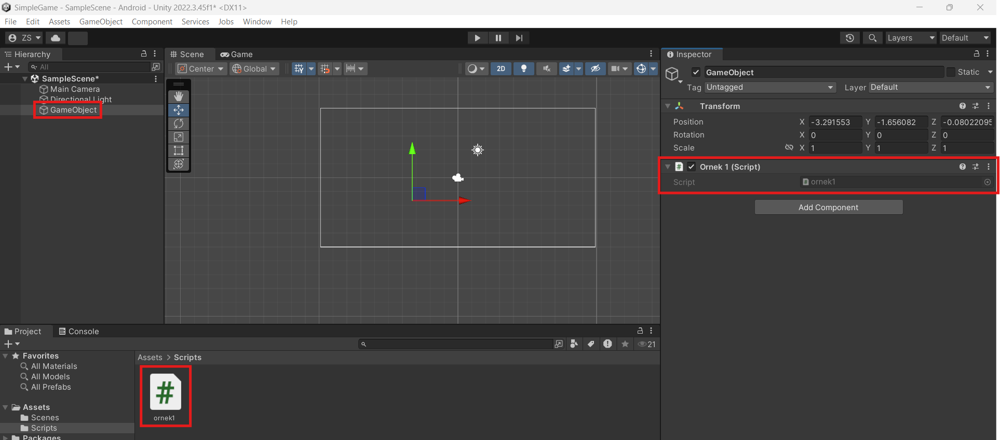 SimpleGame - SampleScene - Android - Unity 2022.3.45f1* <DX11>
File Edit Assets GameObject Component Services Jobs Window Help
ZS Layers Default
Hierarchy
All
SampleScene*
Main Camera
Directional Light
GameObject
Scene Game
Center Global 2D
Inspector
GameObject Static
Tag Untagged Layer Default
Transform
Position X -3.291553 Y -1.656082 Z -0.08022095
Rotation X 0 Y 0 Z 0
Scale X 1 Y 1 Z 1
# Ornek 1 (Script)
Script # ornek1
Add Component
Project Console
21
Favorites
All Materials
All Models
All Prefabs
Assets
Scenes
Scripts
Packages
Assets > Scripts
#
ornek1